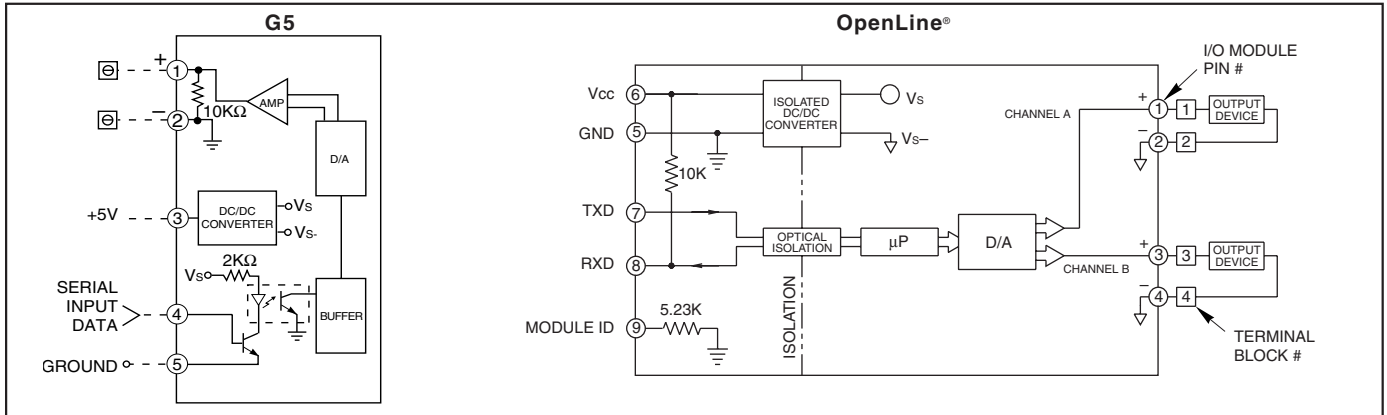 G5
+
1
AMP
10KΩ
−
2
D/A
+5V
3
DC/DC
CONVERTER
Vs
Vs-
2KΩ
Vs
SERIAL
INPUT
DATA
4
BUFFER
GROUND
5
OpenLine®
I/O MODULE
PIN #
Vcc
6
ISOLATED
DC/DC
CONVERTER
Vs
GND
5
Vs–
10K
TXD
7
OPTICAL
ISOLATION
µP
D/A
RXD
8
5.23K
MODULE ID
9
ISOLATION
CHANNEL A
+
1
1
OUTPUT
DEVICE
−
2
2
CHANNEL B
+
3
3
OUTPUT
DEVICE
−
4
4
TERMINAL
BLOCK #